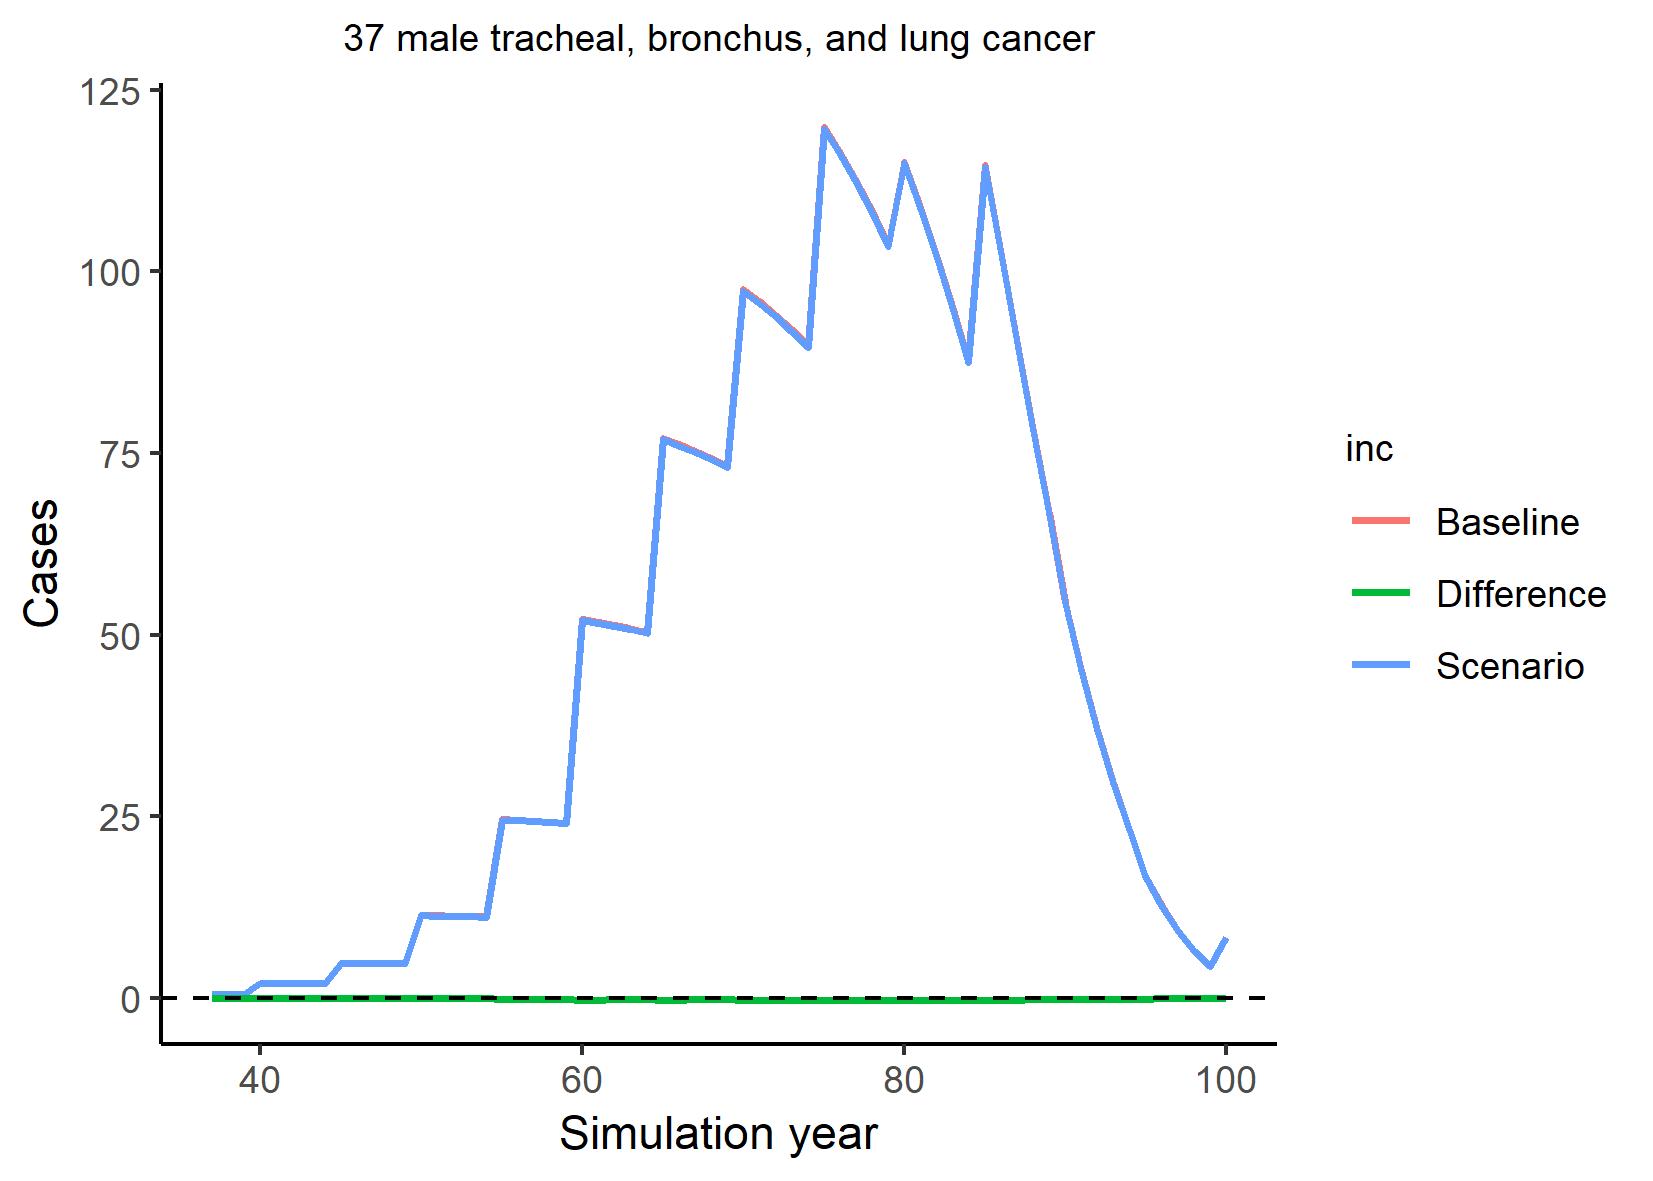 37 male tracheal, bronchus, and lung cancer
125
100
75
50
25
0
Cases
40 60 80 100
Simulation year
inc
Baseline
Difference
Scenario